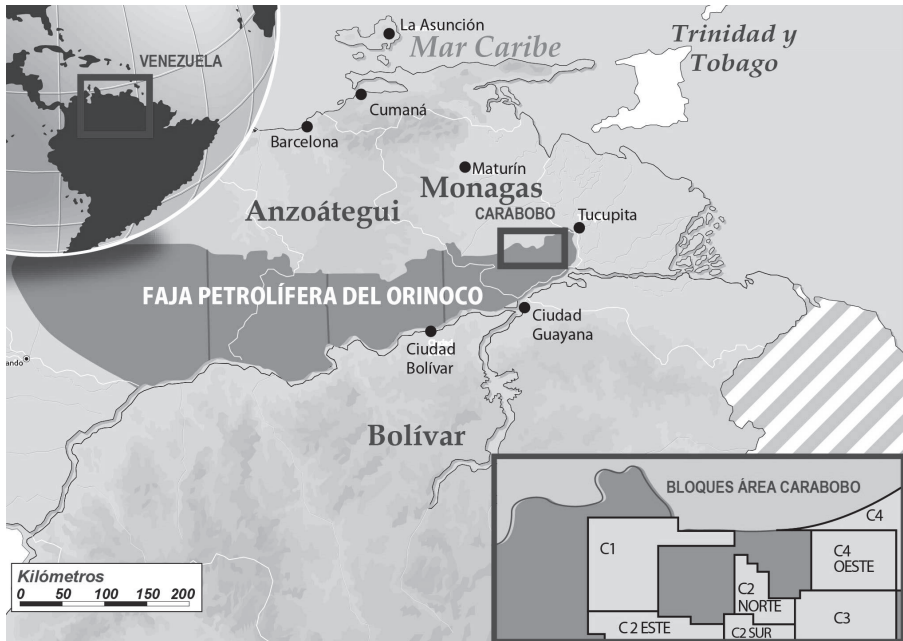 La Asunción
Mar Caribe
Trinidad y
Tobago
VENEZUELA
Cumaná
Barcelona
Maturín
Monagas
Anzoátegui
CARABOBO
Tucupita
FAJA PETROLÍFERA DEL ORINOCO
Ciudad
Guayana
Ciudad
Bolívar
ando
Bolívar
BLOQUES ÁREA CARABOBO
C4
C1
C4
OESTE
C2
NORTE
C3
C2 ESTE
C2 SUR
Kilómetros
0 50 100 150 200